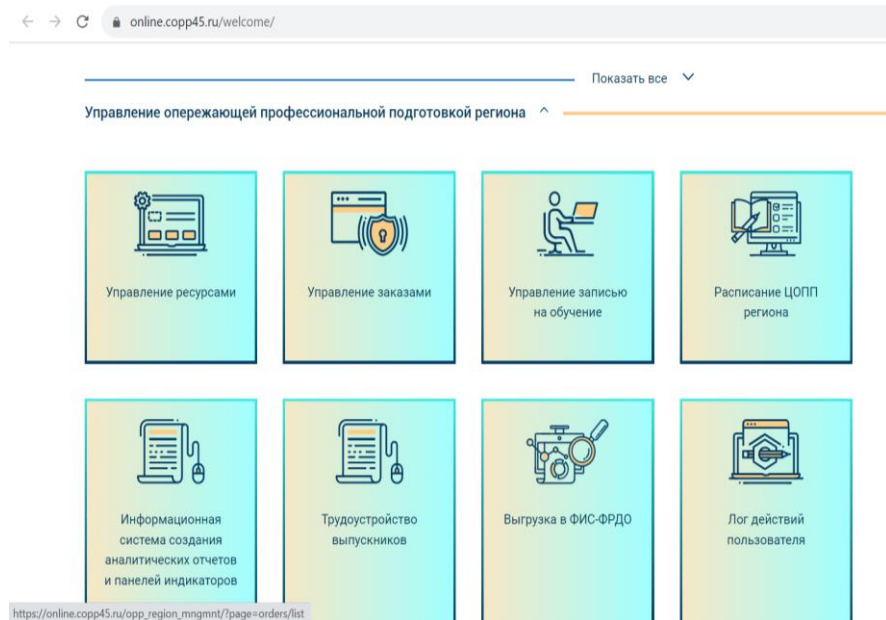 online.copp45.ru/welcome/
Показать все
Управление опережающей профессиональной подготовкой региона
Управление ресурсами
Управление заказами
Управление записью
на обучение
Расписание ЦОПП
региона
Информационная
система создания
аналитических отчетов
и панелей индикаторов
Трудоустройство
выпускников
Выгрузка в ФИС-ФРДО
Лог действий
пользователя
https://online.copp45.ru/opp_region_mngmnt/?page=orders/list